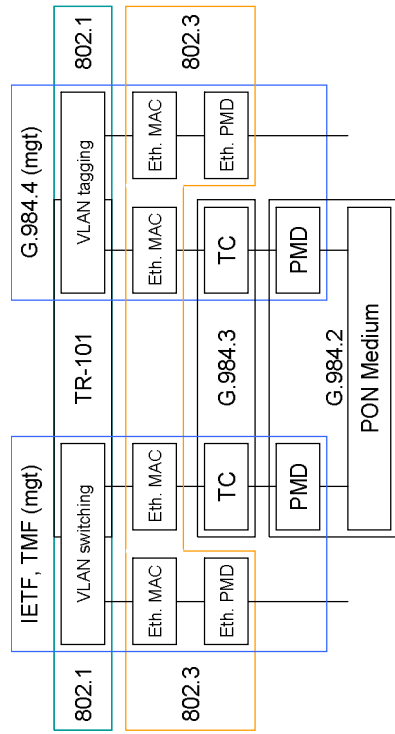 IETF, TMF (mgt)
G.984.4 (mgt)
802.1
VLAN switching
TR-101
VLAN tagging
802.1
802.3
Eth. MAC
Eth. MAC
Eth. MAC
Eth. MAC
802.3
Eth. PMD
TC
G.984.3
TC
Eth. PMD
PMD
G.984.2
PMD
PON Medium